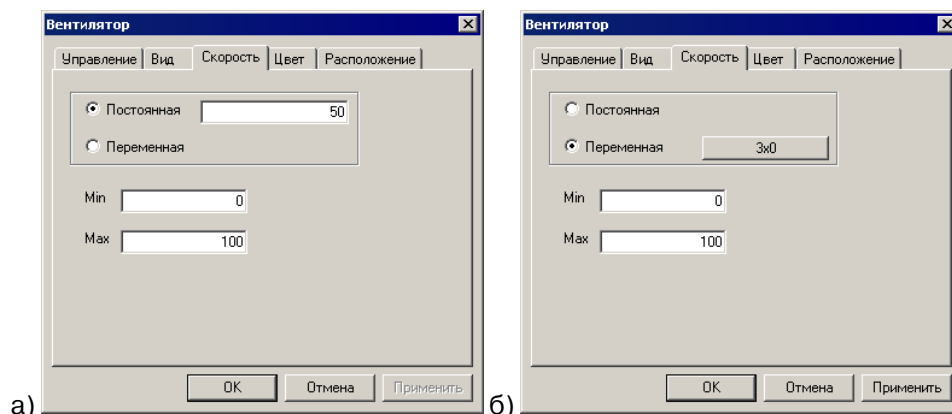 Вентилятор
Управление Вид Скорость Цвет Расположение
Постоянная 50
Переменная
Min 0
Max 100
OK Отмена Применить
а)
Вентилятор
Управление Вид Скорость Цвет Расположение
Постоянная
Переменная 3x0
Min 0
Max 100
OK Отмена Применить
б)